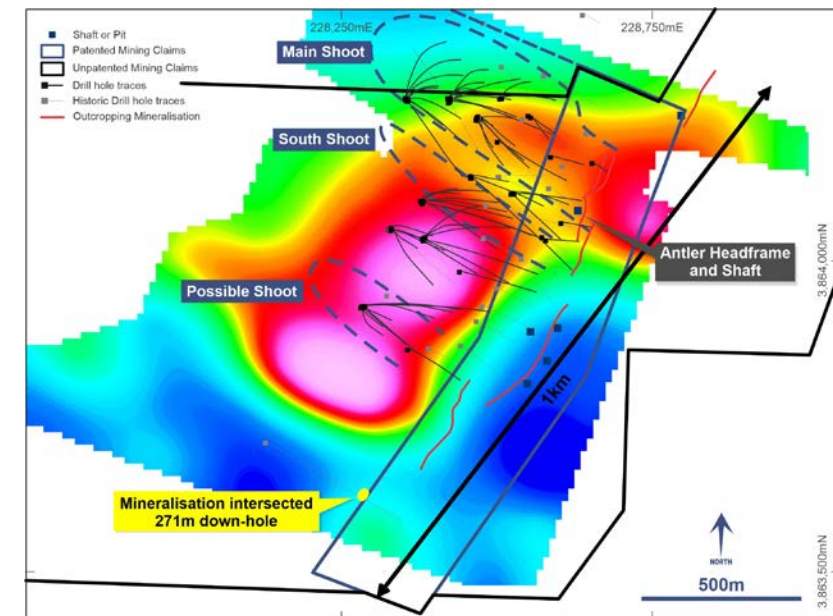 228,250mE
228,750mE
Shaft or Pit
Patented Mining Claims
Unpatented Mining Claims
Drill hole traces
Historic Drill hole traces
Outcropping Mineralisation
Main Shoot
South Shoot
Antler Headframe
and Shaft
3,864,000mN
Possible Shoot
1km
Mineralisation intersected
271m down-hole
NORTH
500m
3,863,500mN